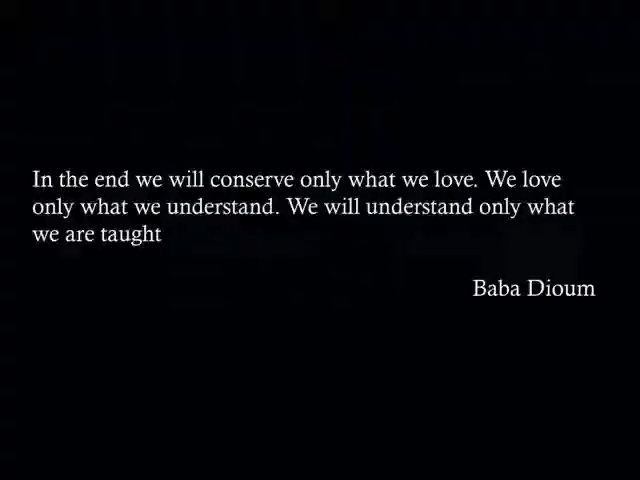 In the end we will conserve only what we love. We love
only what we understand. We will understand only what
we are taught
Baba Dioum